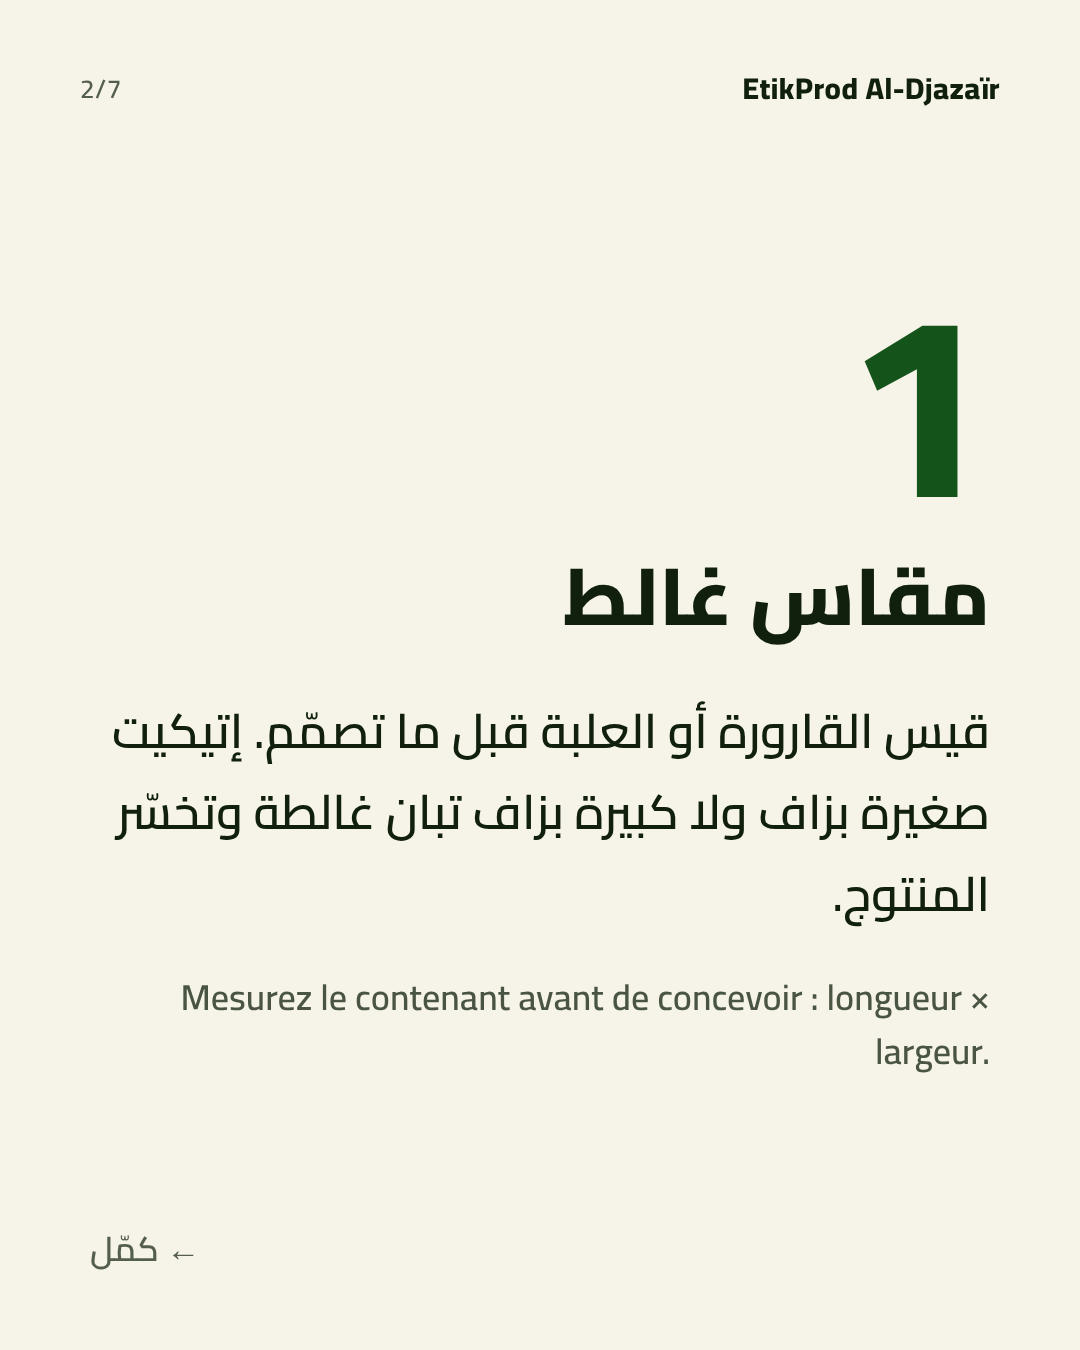 EtikProd Al-Djazaïr
2/7
1
مقاس غالط
قيس القارورة أو العلبة قبل ما تصمّم. إتيكيت
صغيرة بزاف ولا كبيرة بزاف تبان غالطة وتخسّر
المنتوج.
Mesurez le contenant avant de concevoir : longueur ×
largeur.
← كمّل